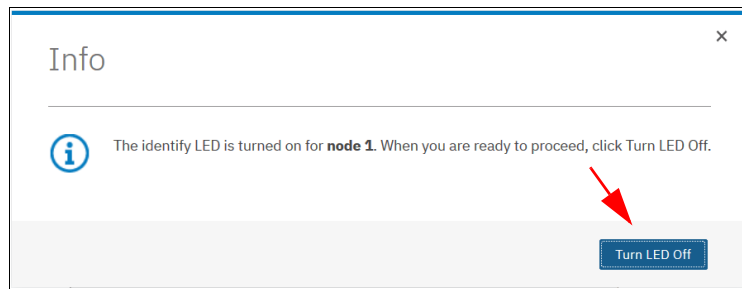 Info
The identify LED is turned on for node 1. When you are ready to proceed, click Turn LED Off.
Turn LED Off